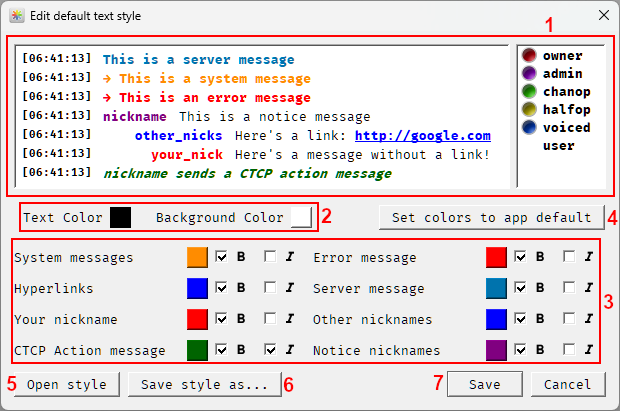 Edit default text style
1
[06:41:13] This is a server message
[06:41:13] → This is a system message
[06:41:13] → This is an error message
[06:41:13] nickname This is a notice message
[06:41:13] other_nicks Here's a link: http://google.com
[06:41:13] your_nick Here's a message without a link!
[06:41:13] nickname sends a CTCP action message
owner
admin
chanop
halfop
voiced
user
Text Color Background Color 2 Set colors to app default 4
System messages B I Error message B I
Hyperlinks B I Server message B I
3
Your nickname B I Other nicknames B I
CTCP Action message B I Notice nicknames B I
5 Open style Save style as... 6 7 Save Cancel